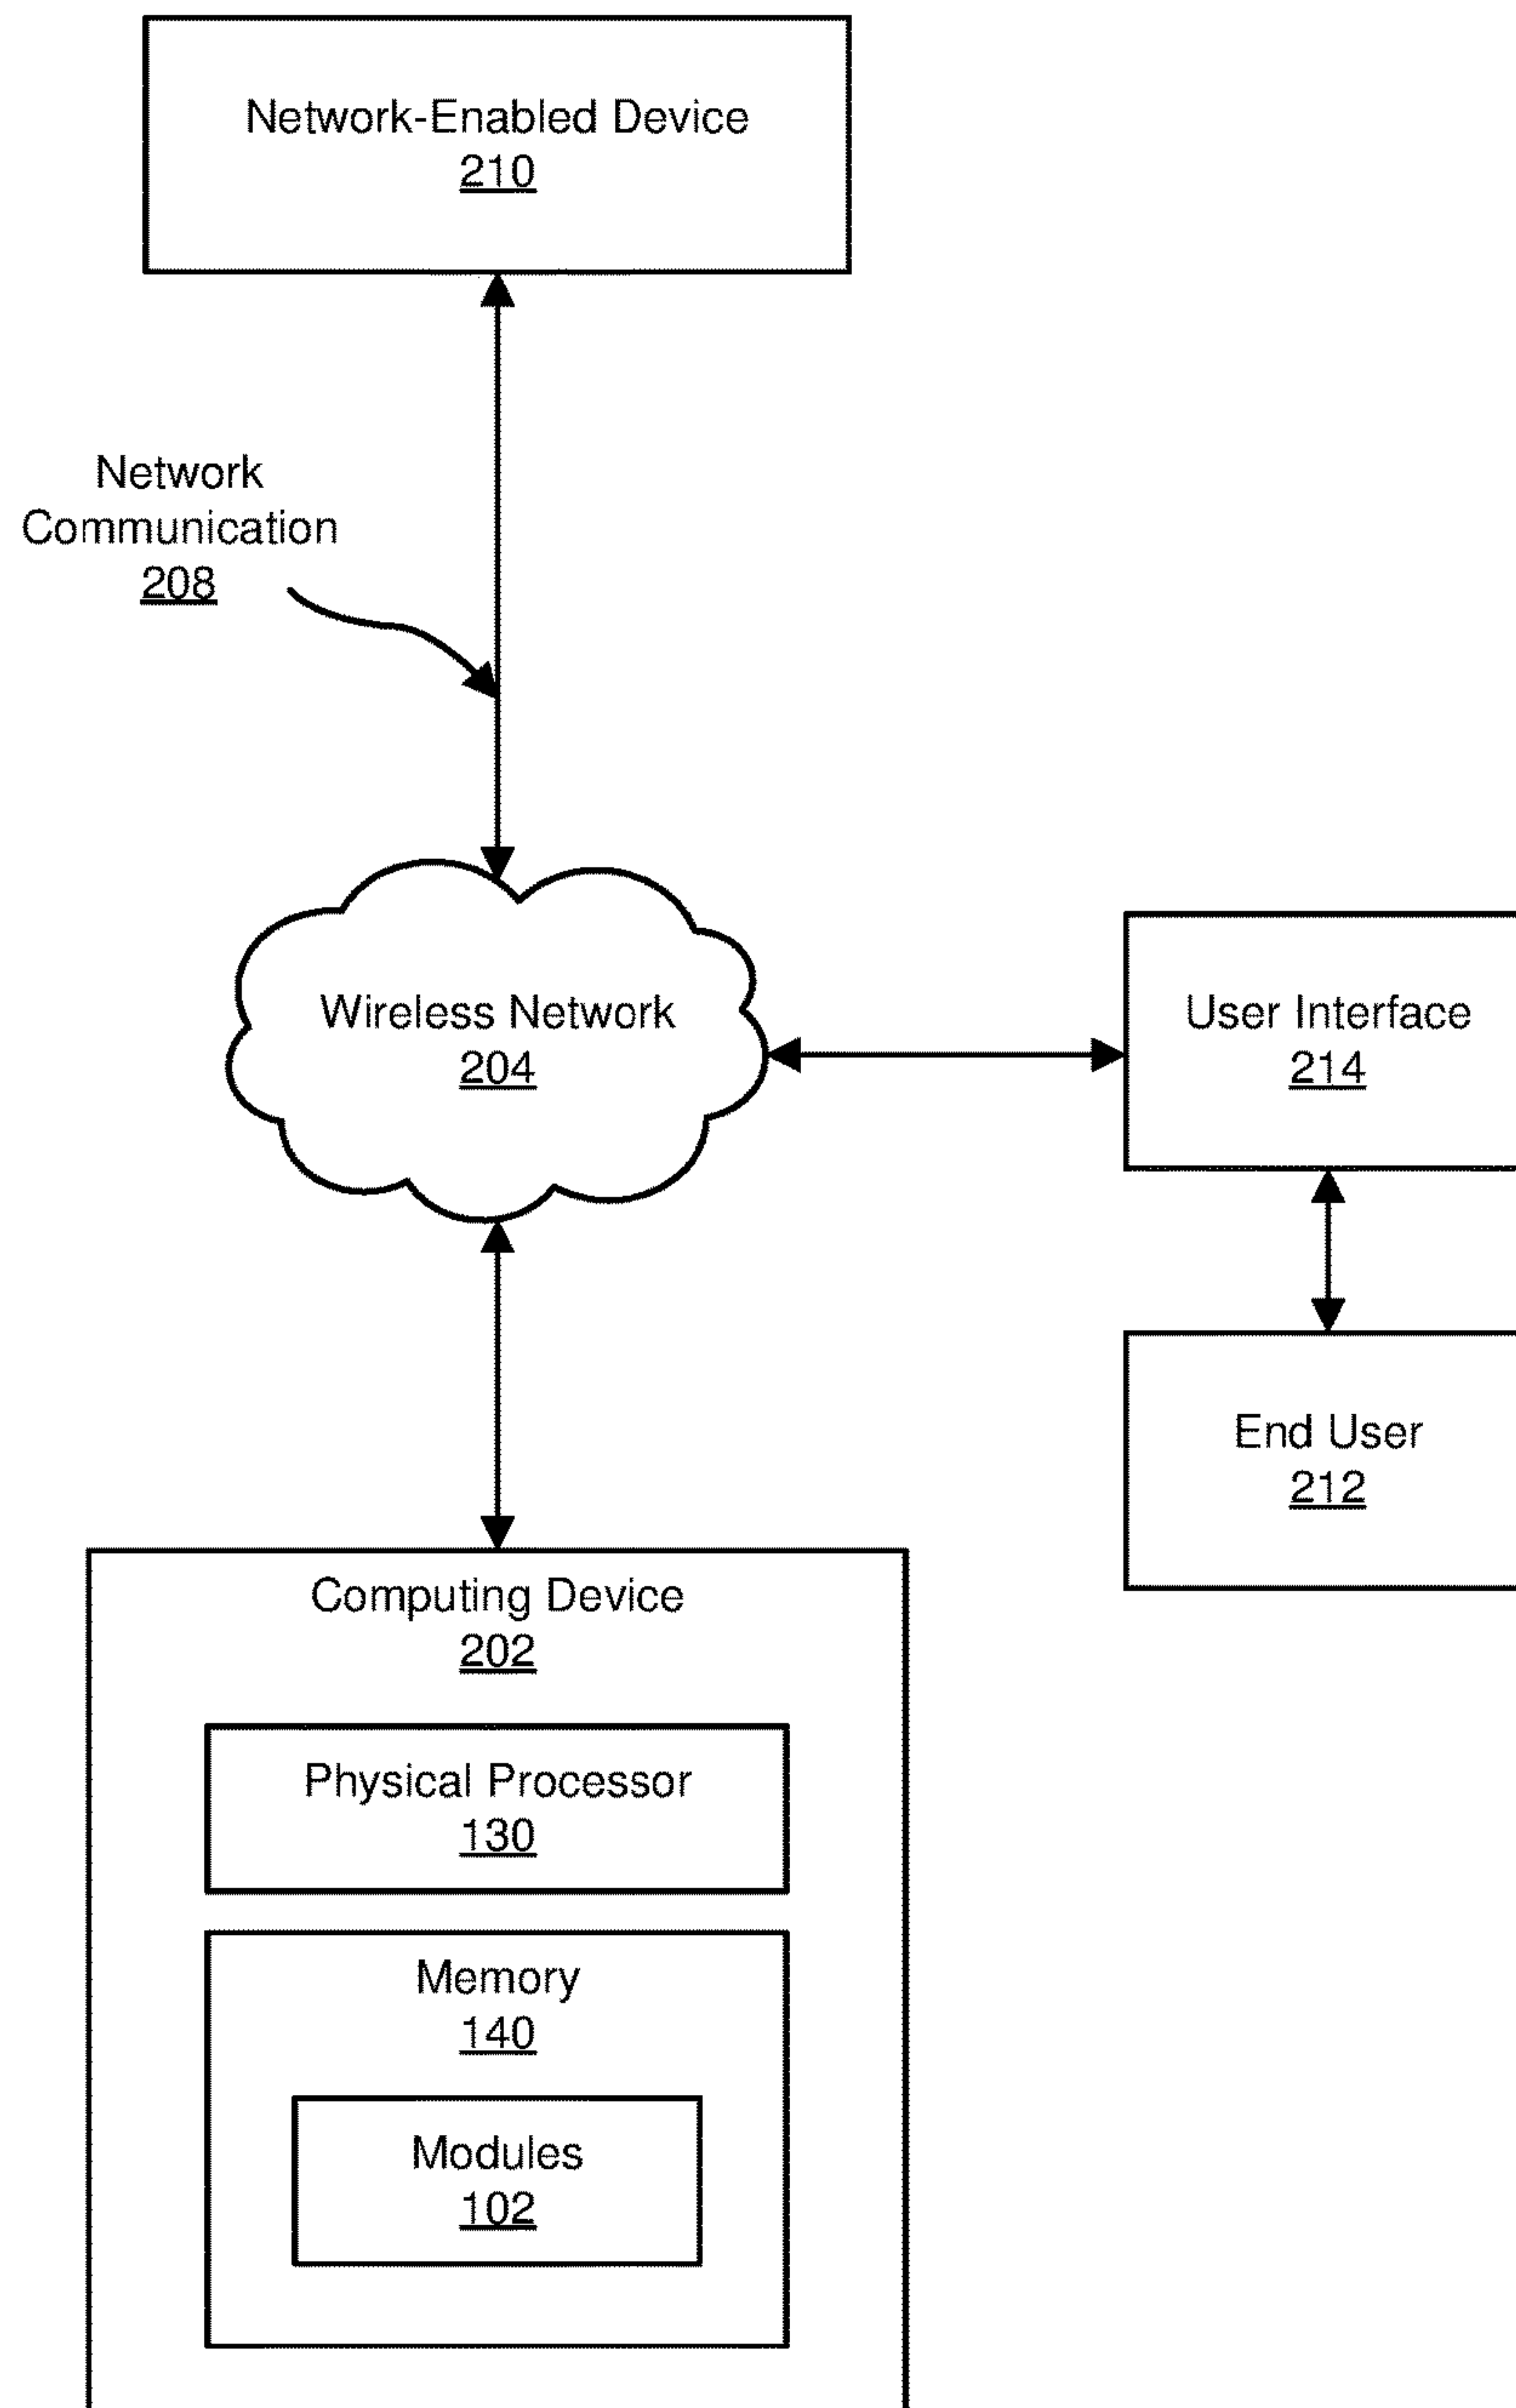 Network-Enabled Device
210
Network
Communication
208
Wireless Network
204
User Interface
214
End User
212
Computing Device
202
Physical Processor
130
Memory
140
Modules
102